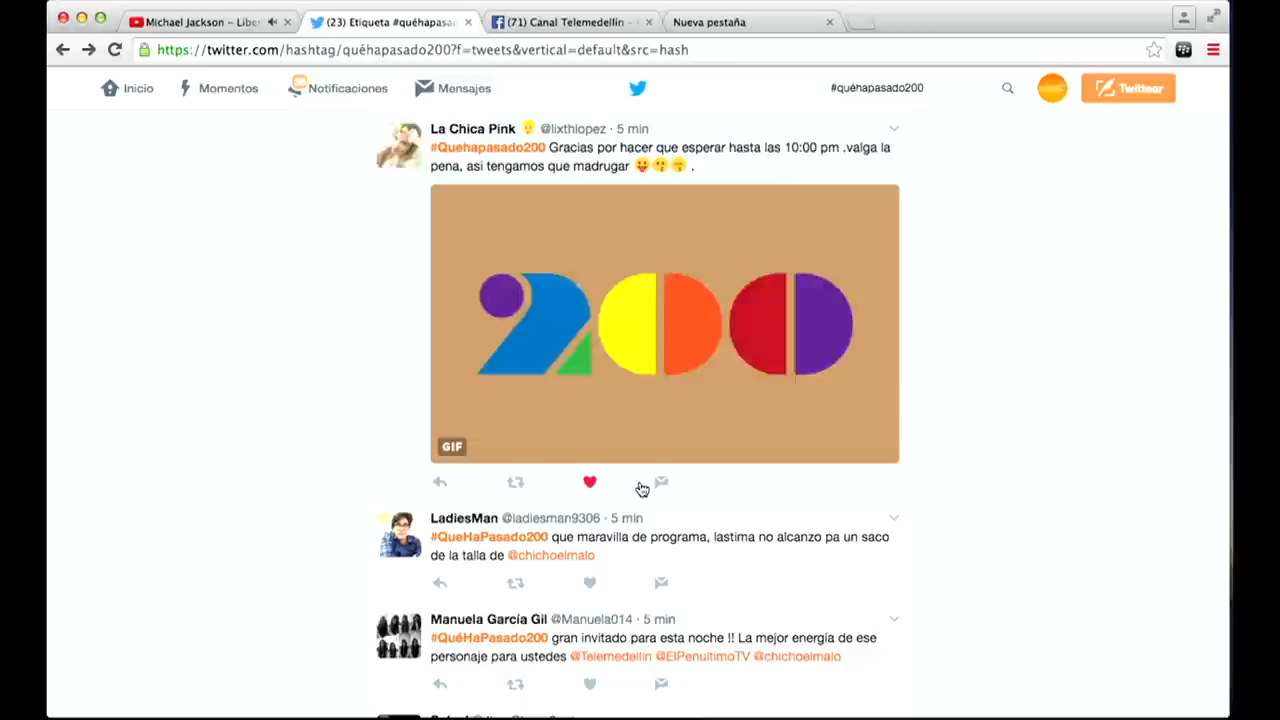 Michael Jackson – Libe
(23) Etiqueta #quéhapasa
(71) Canal Telemedellín –
Nueva pestaña
https://twitter.com/hashtag/quéhapasado200?f=tweets&vertical=default&src=hash
Inicio
Momentos
Notificaciones
Mensajes
#quéhapasado200
Twittear
La Chica Pink @lixthlopez · 5 min
#Quehapasado200 Gracias por hacer que esperar hasta las 10:00 pm .valga la
pena, asi tengamos que madrugar .
200
GIF
LadiesMan @ladiesman9306 · 5 min
#QueHaPasado200 que maravilla de programa, lastima no alcanzo pa un saco
de la talla de @chichoelmalo
Manuela García Gil @Manuela014 · 5 min
#QuéHaPasado200 gran invitado para esta noche !! La mejor energía de ese
personaje para ustedes @Telemedellin @ElPenultimoTV @chichoelmalo